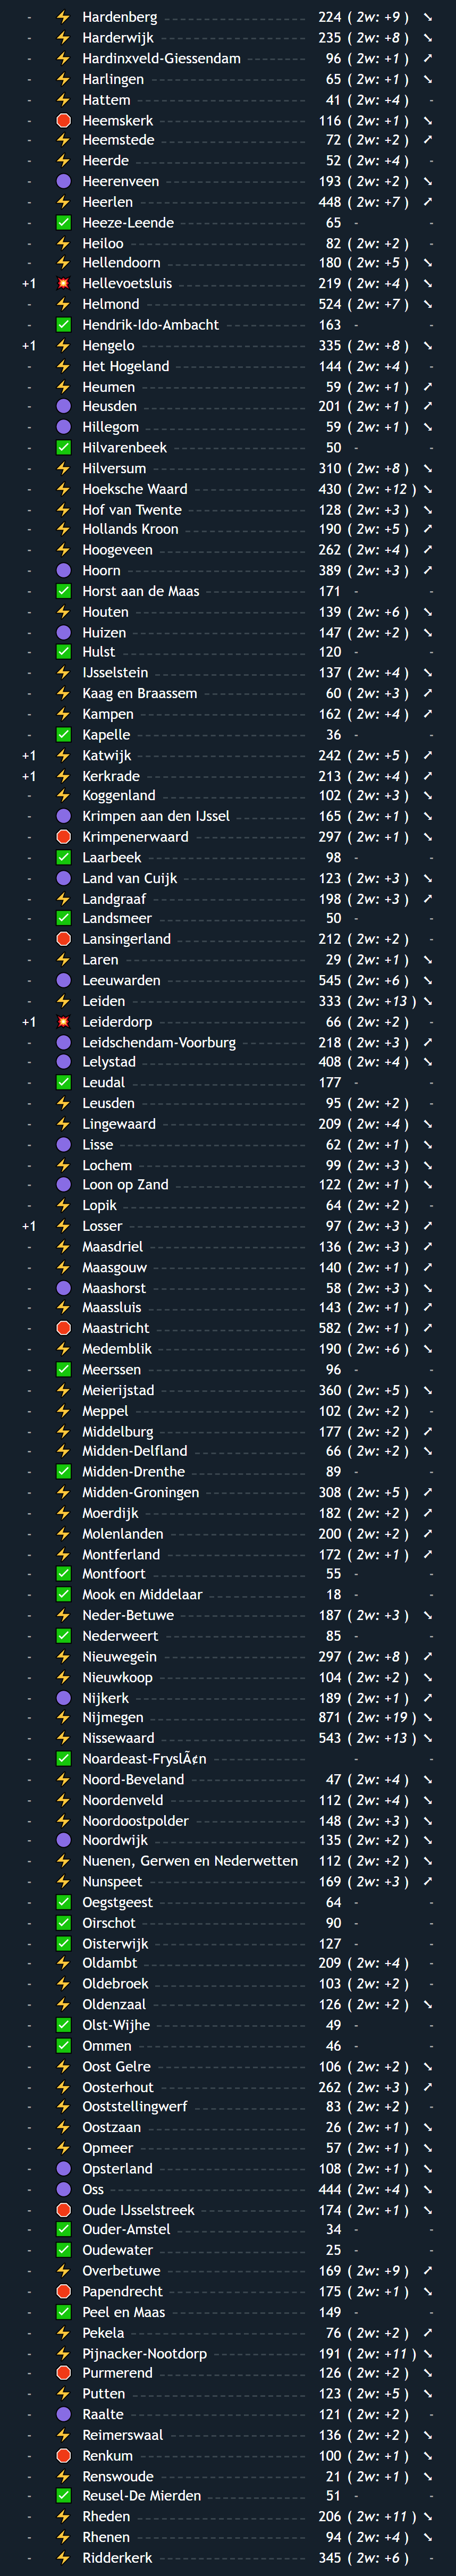 - ⚡ Hardenberg 224 ( 2w: +9 ) ↘
- ⚡ Harderwijk 235 ( 2w: +8 ) ↘
- ⚡ Hardinxveld-Giessendam 96 ( 2w: +1 ) ↗
- ⚡ Harlingen 65 ( 2w: +1 ) ↘
- ⚡ Hattem 41 ( 2w: +4 ) -
- 🛑 Heemskerk 116 ( 2w: +1 ) ↘
- ⚡ Heemstede 72 ( 2w: +2 ) ↗
- ⚡ Heerde 52 ( 2w: +4 ) -
- 🟣 Heerenveen 193 ( 2w: +2 ) ↘
- ⚡ Heerlen 448 ( 2w: +7 ) ↗
- ✅ Heeze-Leende 65 - -
- ⚡ Heiloo 82 ( 2w: +2 ) -
- ⚡ Hellendoorn 180 ( 2w: +5 ) ↘
+1 💥 Hellevoetsluis 219 ( 2w: +4 ) ↘
- ⚡ Helmond 524 ( 2w: +7 ) ↘
- ✅ Hendrik-Ido-Ambacht 163 - -
+1 ⚡ Hengelo 335 ( 2w: +8 ) ↘
- ⚡ Het Hogeland 144 ( 2w: +4 ) -
- ⚡ Heumen 59 ( 2w: +1 ) ↗
- 🟣 Heusden 201 ( 2w: +1 ) ↗
- 🟣 Hillegom 59 ( 2w: +1 ) ↘
- ✅ Hilvarenbeek 50 - -
- ⚡ Hilversum 310 ( 2w: +8 ) ↘
- ⚡ Hoeksche Waard 430 ( 2w: +12 ) ↘
- ⚡ Hof van Twente 128 ( 2w: +3 ) ↘
- ⚡ Hollands Kroon 190 ( 2w: +5 ) ↗
- ⚡ Hoogeveen 262 ( 2w: +4 ) ↗
- 🟣 Hoorn 389 ( 2w: +3 ) ↗
- ✅ Horst aan de Maas 171 - -
- ⚡ Houten 139 ( 2w: +6 ) ↘
- 🟣 Huizen 147 ( 2w: +2 ) ↘
- ✅ Hulst 120 - -
- ⚡ IJsselstein 137 ( 2w: +4 ) ↘
- ⚡ Kaag en Braassem 60 ( 2w: +3 ) ↗
- ⚡ Kampen 162 ( 2w: +4 ) ↗
- ✅ Kapelle 36 - -
+1 ⚡ Katwijk 242 ( 2w: +5 ) ↗
+1 ⚡ Kerkrade 213 ( 2w: +4 ) ↗
- ⚡ Koggenland 102 ( 2w: +3 ) ↘
- 🟣 Krimpen aan den IJssel 165 ( 2w: +1 ) ↘
- 🛑 Krimpenerwaard 297 ( 2w: +1 ) ↘
- ✅ Laarbeek 98 - -
- 🟣 Land van Cuijk 123 ( 2w: +3 ) ↘
- ⚡ Landgraaf 198 ( 2w: +3 ) ↗
- ✅ Landsmeer 50 - -
- 🛑 Lansingerland 212 ( 2w: +2 ) -
- ⚡ Laren 29 ( 2w: +1 ) ↘
- 🟣 Leeuwarden 545 ( 2w: +6 ) ↘
- ⚡ Leiden 333 ( 2w: +13 ) ↘
+1 💥 Leiderdorp 66 ( 2w: +2 ) -
- 🟣 Leidschendam-Voorburg 218 ( 2w: +3 ) ↗
- 🟣 Lelystad 408 ( 2w: +4 ) ↘
- ✅ Leudal 177 - -
- ⚡ Leusden 95 ( 2w: +2 ) -
- ⚡ Lingewaard 209 ( 2w: +4 ) ↘
- 🟣 Lisse 62 ( 2w: +1 ) ↘
- ⚡ Lochem 99 ( 2w: +3 ) ↘
- 🟣 Loon op Zand 122 ( 2w: +1 ) ↘
- ⚡ Lopik 64 ( 2w: +2 ) -
+1 ⚡ Losser 97 ( 2w: +3 ) ↗
- ⚡ Maasdriel 136 ( 2w: +3 ) ↗
- ⚡ Maasgouw 140 ( 2w: +1 ) ↗
- 🟣 Maashorst 58 ( 2w: +3 ) ↘
- ⚡ Maassluis 143 ( 2w: +1 ) ↗
- 🛑 Maastricht 582 ( 2w: +1 ) ↗
- ⚡ Medemblik 190 ( 2w: +6 ) ↘
- ✅ Meerssen 96 - -
- ⚡ Meierijstad 360 ( 2w: +5 ) ↘
- ⚡ Meppel 102 ( 2w: +2 ) -
- ⚡ Middelburg 177 ( 2w: +2 ) ↗
- ⚡ Midden-Delfland 66 ( 2w: +2 ) ↘
- ✅ Midden-Drenthe 89 - -
- ⚡ Midden-Groningen 308 ( 2w: +5 ) ↗
- ⚡ Moerdijk 182 ( 2w: +2 ) ↗
- ⚡ Molenlanden 200 ( 2w: +2 ) ↗
- ⚡ Montferland 172 ( 2w: +1 ) ↗
- ✅ Montfoort 55 - -
- ✅ Mook en Middelaar 18 - -
- ⚡ Neder-Betuwe 187 ( 2w: +3 ) ↘
- ✅ Nederweert 85 - -
- ⚡ Nieuwegein 297 ( 2w: +8 ) ↗
- ⚡ Nieuwkoop 104 ( 2w: +2 ) ↘
- 🟣 Nijkerk 189 ( 2w: +1 ) ↗
- ⚡ Nijmegen 871 ( 2w: +19 ) ↘
- ⚡ Nissewaard 543 ( 2w: +13 ) ↘
- ✅ Noardeast-FryslÃ¢n - -
- ⚡ Noord-Beveland 47 ( 2w: +4 ) ↘
- ⚡ Noordenveld 112 ( 2w: +4 ) ↘
- ⚡ Noordoostpolder 148 ( 2w: +3 ) ↘
- 🟣 Noordwijk 135 ( 2w: +2 ) ↘
- ⚡ Nuenen, Gerwen en Nederwetten 112 ( 2w: +2 ) ↘
- ⚡ Nunspeet 169 ( 2w: +3 ) ↗
- ✅ Oegstgeest 64 - -
- ✅ Oirschot 90 - -
- ✅ Oisterwijk 127 - -
- ⚡ Oldambt 209 ( 2w: +4 ) -
- ⚡ Oldebroek 103 ( 2w: +2 ) -
- ⚡ Oldenzaal 126 ( 2w: +2 ) ↘
- ✅ Olst-Wijhe 49 - -
- ✅ Ommen 46 - -
- ⚡ Oost Gelre 106 ( 2w: +2 ) ↘
- ⚡ Oosterhout 262 ( 2w: +3 ) ↗
- ⚡ Ooststellingwerf 83 ( 2w: +2 ) -
- ⚡ Oostzaan 26 ( 2w: +1 ) ↘
- ⚡ Opmeer 57 ( 2w: +1 ) ↘
- 🟣 Opsterland 108 ( 2w: +1 ) ↘
- 🟣 Oss 444 ( 2w: +4 ) ↘
- 🛑 Oude IJsselstreek 174 ( 2w: +1 ) ↘
- ✅ Ouder-Amstel 34 - -
- ✅ Oudewater 25 - -
- ⚡ Overbetuwe 169 ( 2w: +9 ) ↗
- 🛑 Papendrecht 175 ( 2w: +1 ) ↘
- ✅ Peel en Maas 149 - -
- ⚡ Pekela 76 ( 2w: +2 ) ↗
- ⚡ Pijnacker-Nootdorp 191 ( 2w: +11 ) ↘
- 🛑 Purmerend 126 ( 2w: +2 ) ↘
- ⚡ Putten 123 ( 2w: +5 ) ↘
- 🟣 Raalte 121 ( 2w: +2 ) -
- ⚡ Reimerswaal 136 ( 2w: +2 ) ↘
- 🛑 Renkum 100 ( 2w: +1 ) ↘
- ⚡ Renswoude 21 ( 2w: +1 ) ↘
- ✅ Reusel-De Mierden 51 - -
- ⚡ Rheden 206 ( 2w: +11 ) ↘
- ⚡ Rhenen 94 ( 2w: +4 ) ↘
- ⚡ Ridderkerk 345 ( 2w: +6 ) -